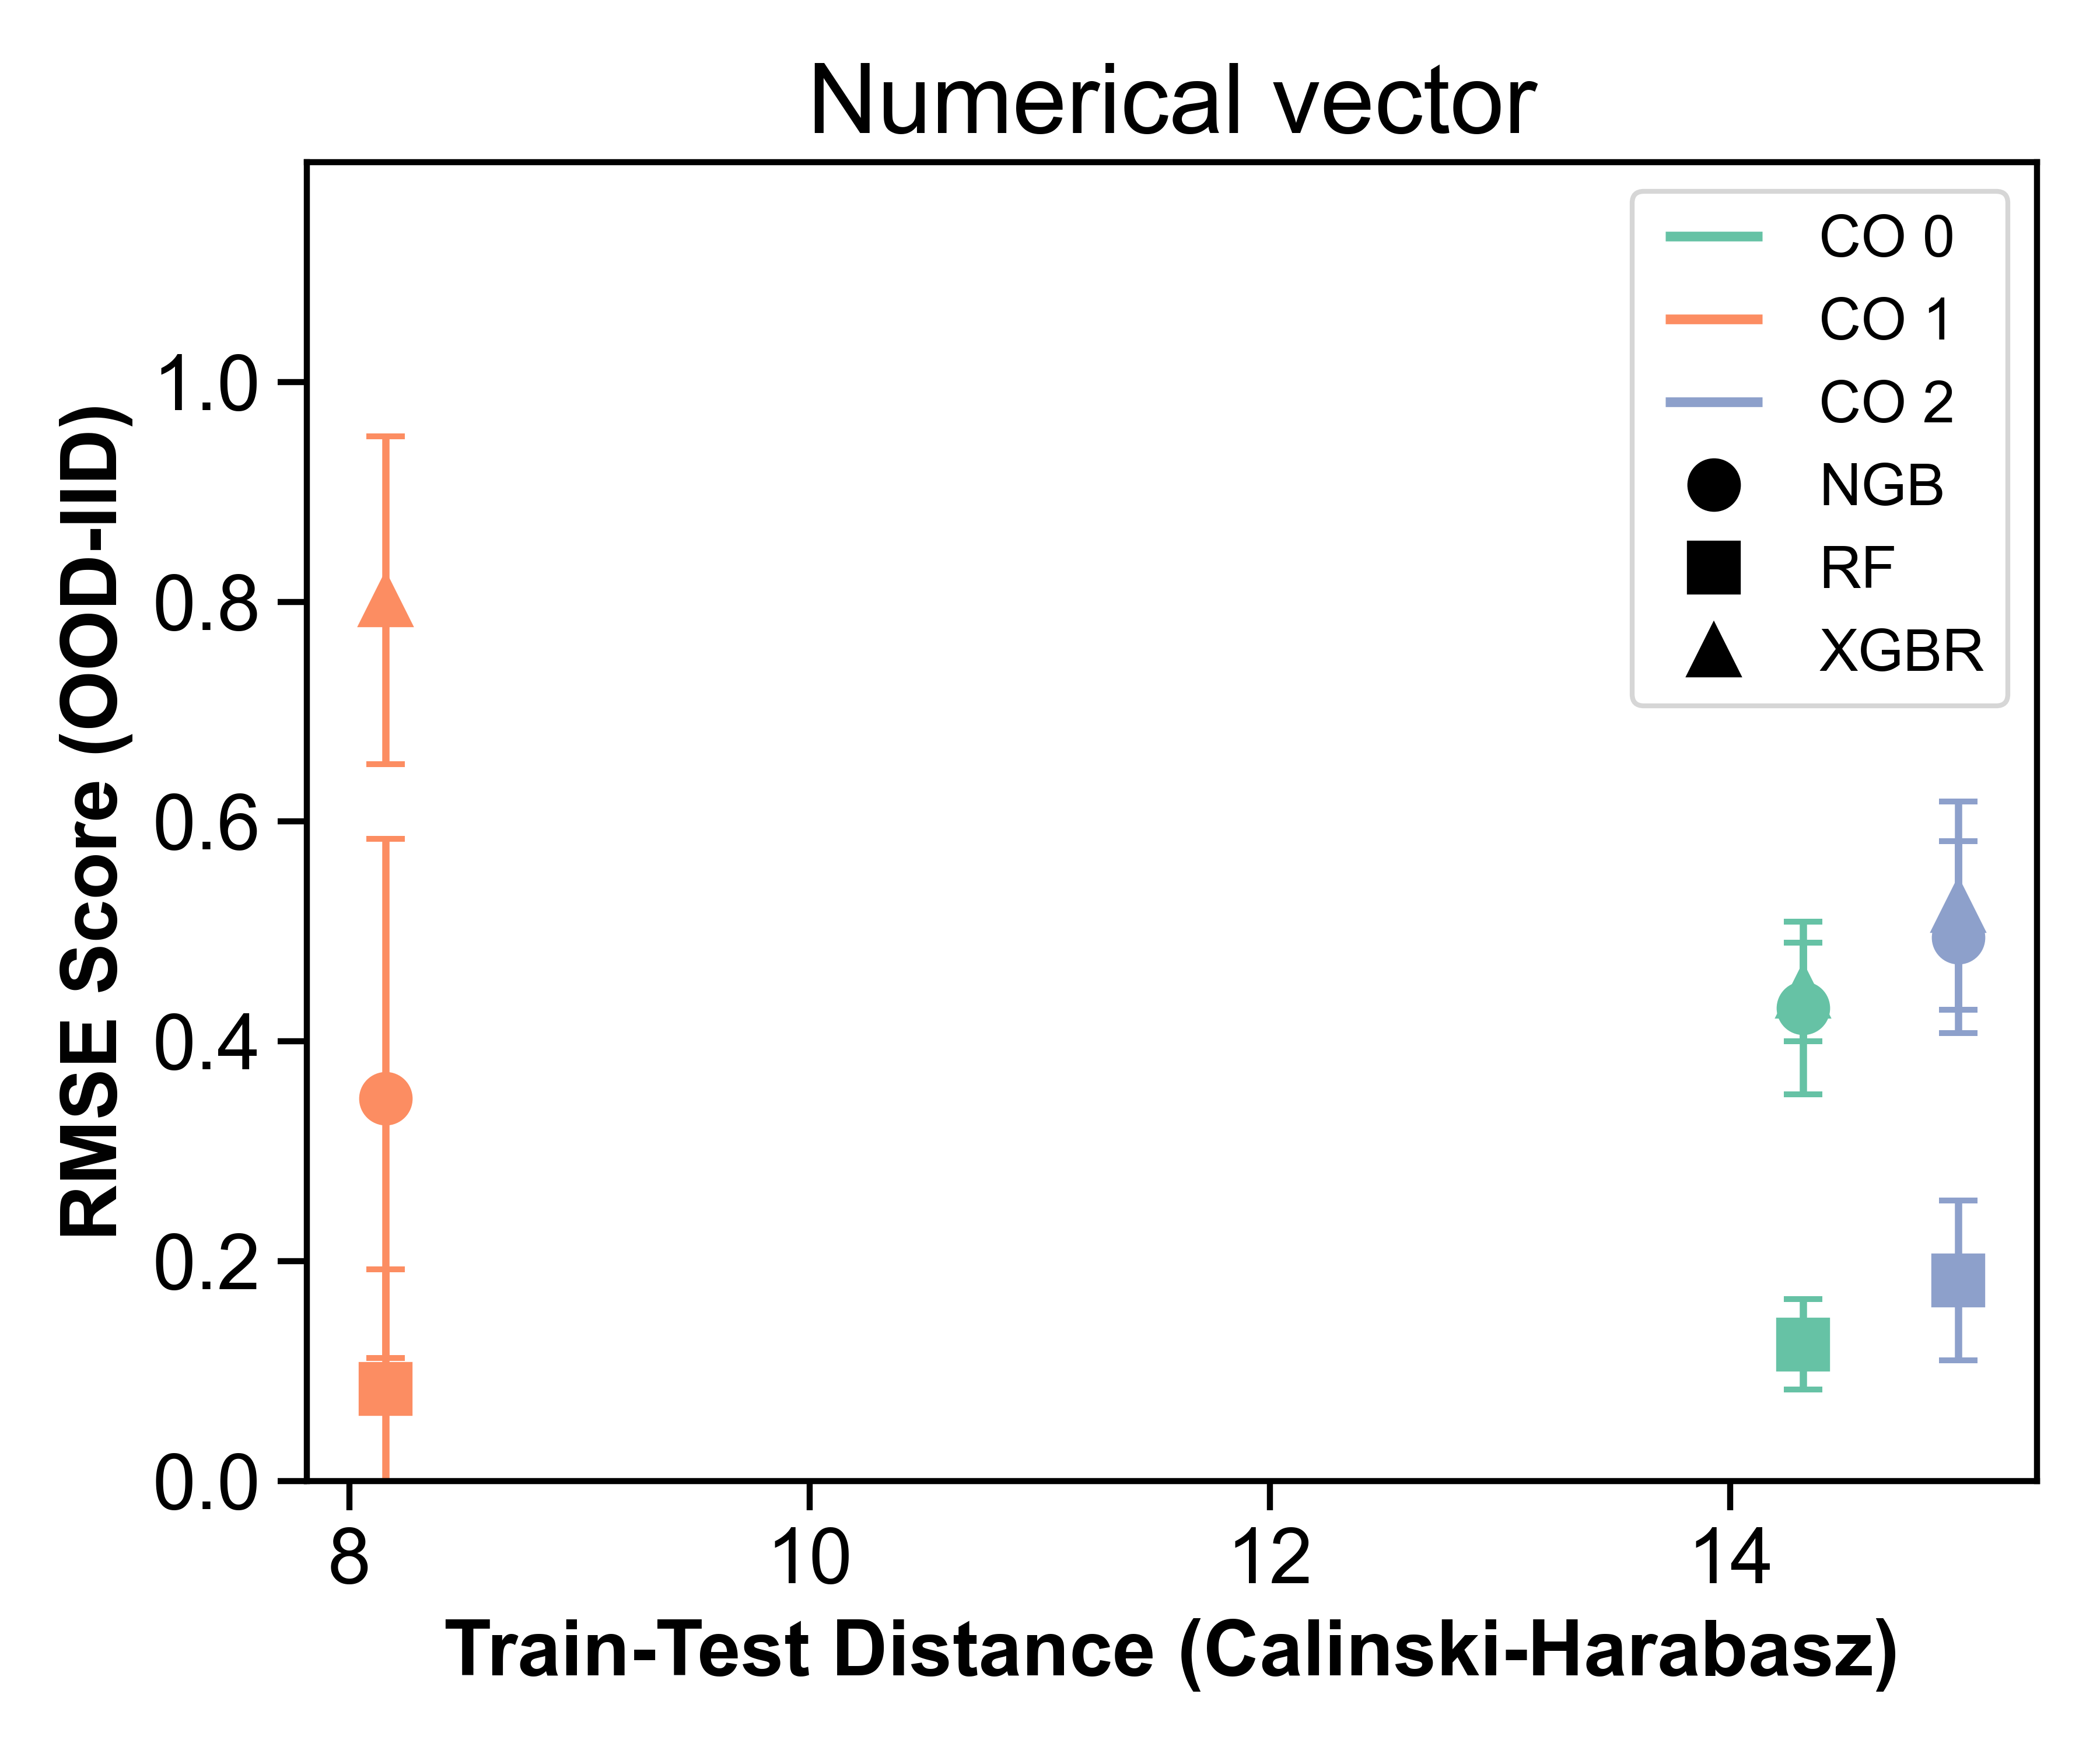 Numerical vector
CO 0
CO 1
CO 2
NGB
RF
XGBR
RMSE Score (OOD-IID)
1.0
0.8
0.6
0.4
0.2
0.0
8 10 12 14
Train-Test Distance (Calinski-Harabasz)